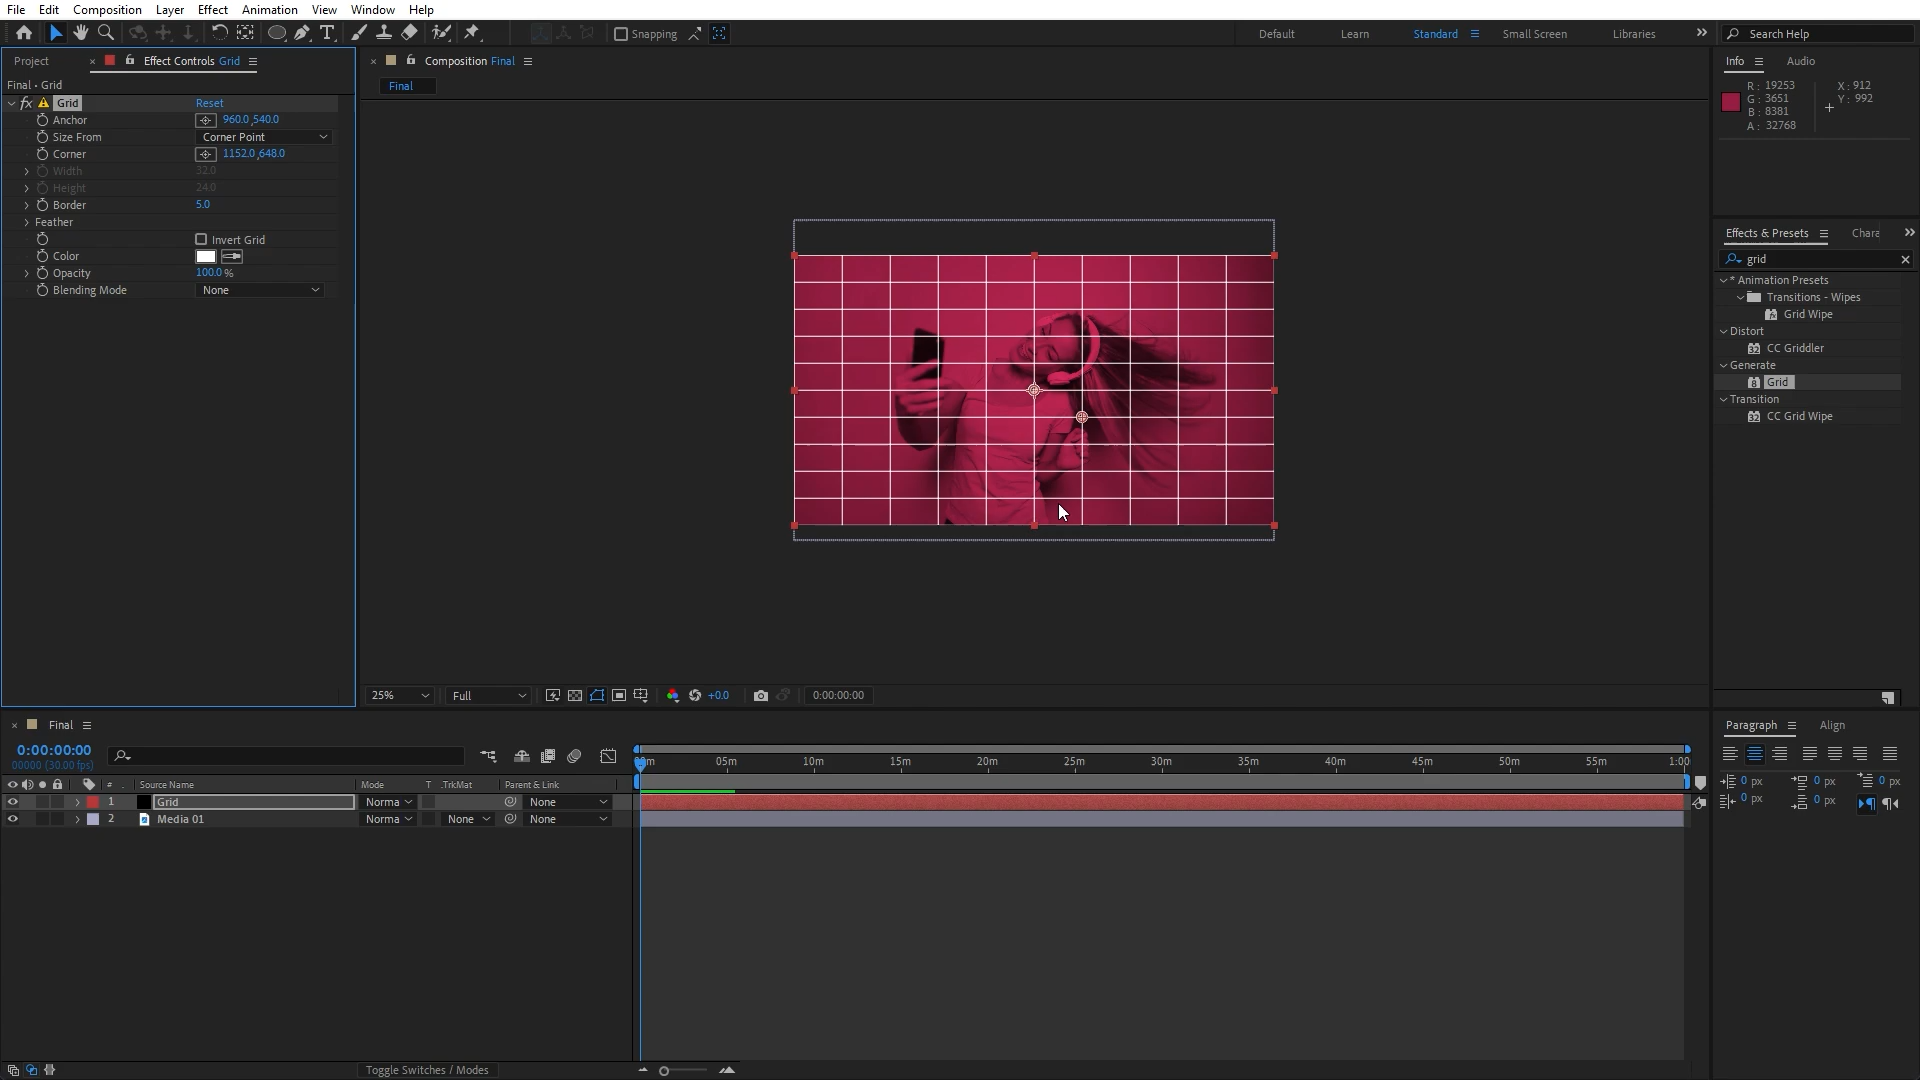 File Edit Composition Layer Effect Animation View Window Help
Snapping
Default Learn Standard Small Screen Libraries
Search Help
Project
Effect Controls Grid
Final • Grid
fx Grid Reset
Anchor 960.0,540.0
Size From Corner Point
Corner 1152.0,648.0
Width 32.0
Height 24.0
Border 5.0
Feather
Invert Grid
Color
Opacity 100.0 %
Blending Mode None
Composition Final
Final
25% Full +0.0 0:00:00:00
Info Audio
R : 19253
G : 3651
B : 8381
A : 32768
X : 912
Y : 992
Effects & Presets Chara
grid
* Animation Presets
Transitions - Wipes
Grid Wipe
Distort
CC Griddler
Generate
Grid
Transition
CC Grid Wipe
Paragraph Align
0 px 0 px 0 px
0 px 0 px
Final
0:00:00:00
00000 (30.00 fps)
# Source Name Mode T .TrkMat Parent & Link
1 Grid Norma None
2 Media 01 Norma None None
05m 10m 15m 20m 25m 30m 35m 40m 45m 50m 55m 1:00
Toggle Switches / Modes